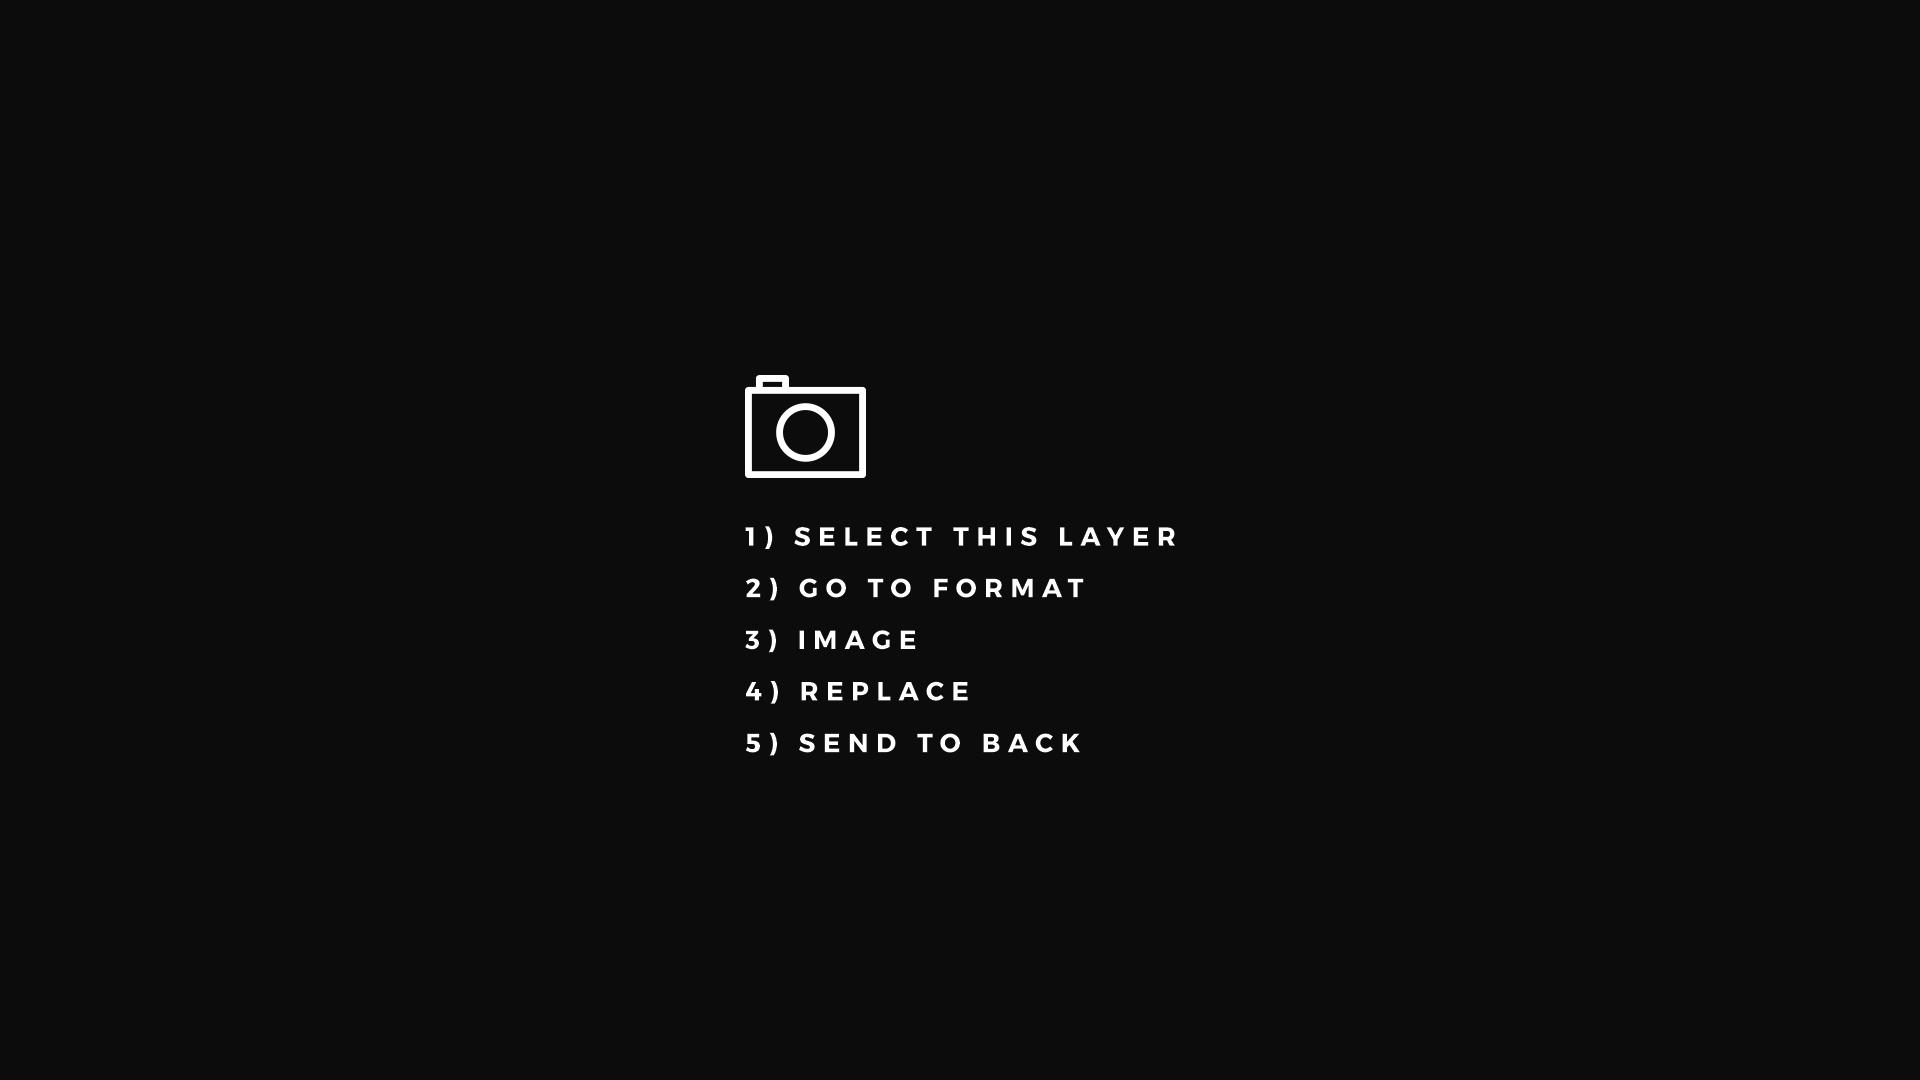 1) SELECT THIS LAYER
2) GO TO FORMAT
3) IMAGE
4) REPLACE
5) SEND TO BACK